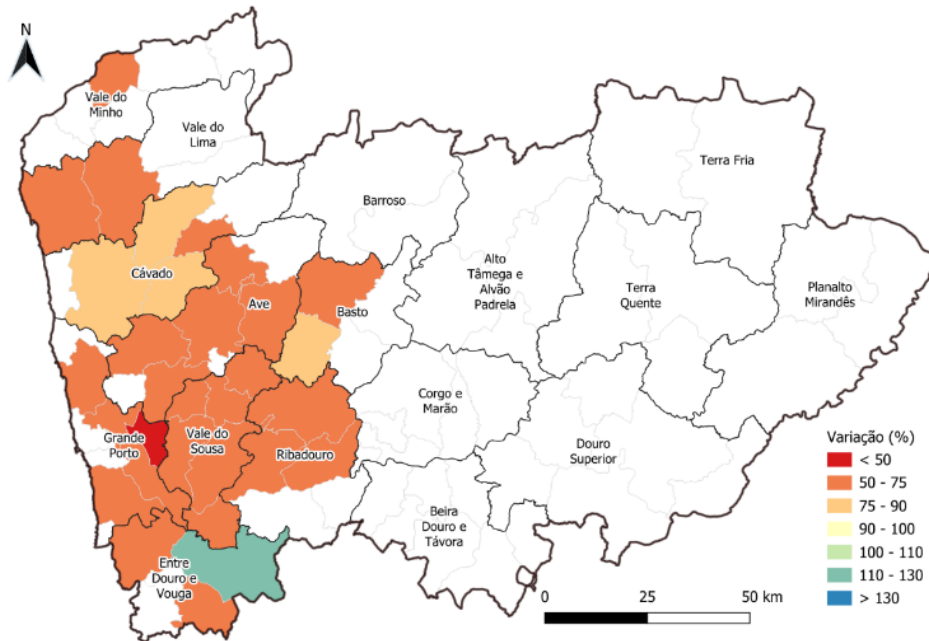 N
Vale do
Minho
Vale do
Lima
Terra Fria
Barroso
Cávado
Alto
Tâmega e
Alvão
Padrela
Terra
Quente
Planalto
Mirandês
Ave
Basto
Corgo e
Marão
Grande
Porto
Vale do
Sousa
Ribadouro
Douro
Superior
Beira
Douro e
Távora
Entre
Douro e
Vouga
Variação (%)
< 50
50 - 75
75 - 90
90 - 100
100 - 110
110 - 130
> 130
0 25 50 km